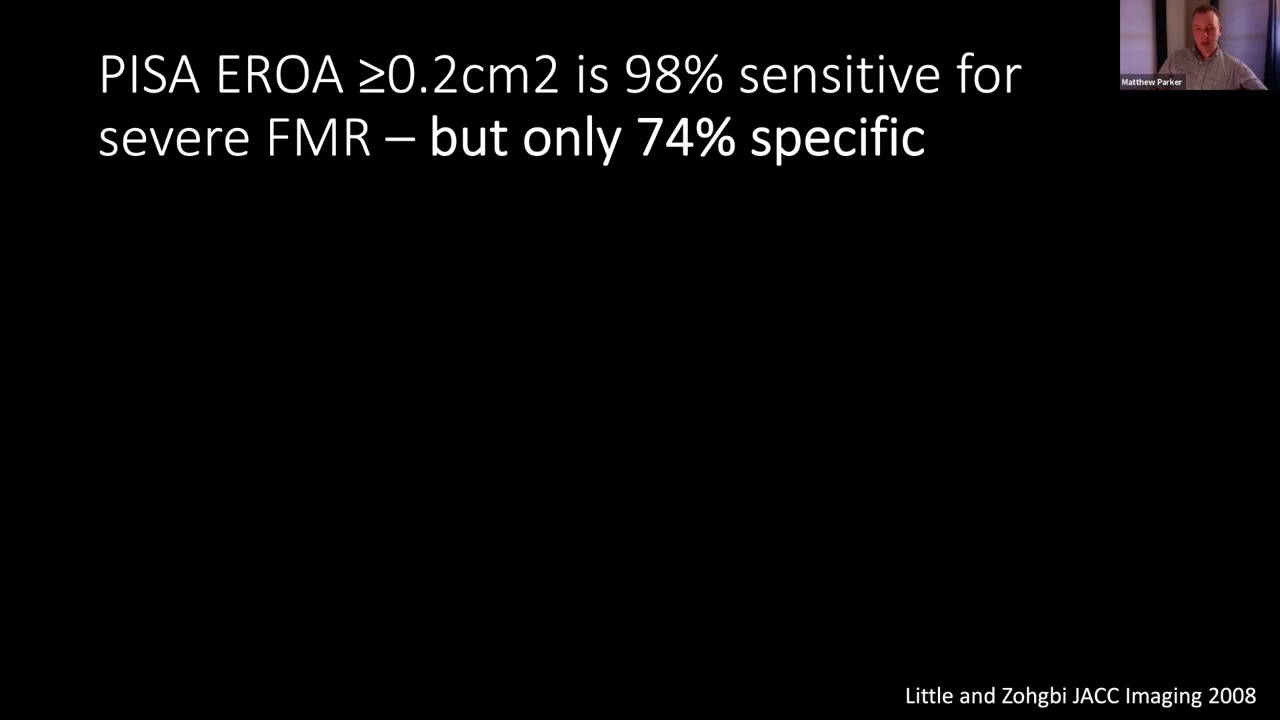 PISA EROA ≥0.2cm2 is 98% sensitive for
severe FMR – but only 74% specific
Matthew Parker
Little and Zohgbi JACC Imaging 2008